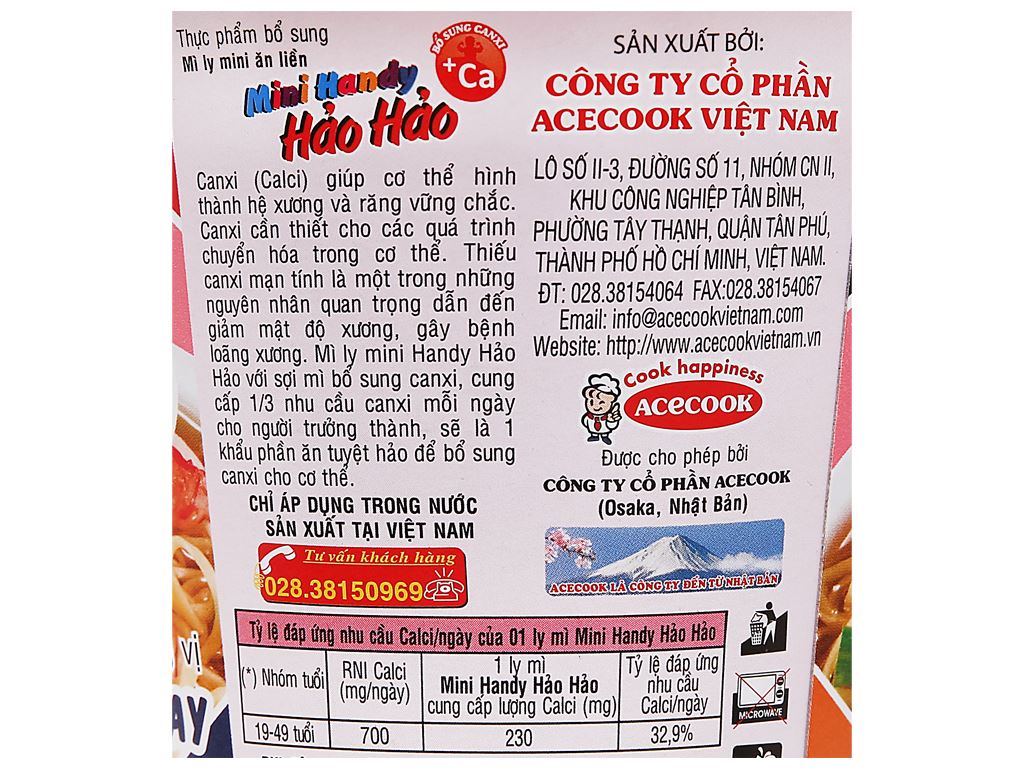 Thực phẩm bổ sung
Mì ly mini ăn liền
BỔ SUNG CANXI
+Ca
Mini Handy
Hảo Hảo
Canxi (Calci) giúp cơ thể hình
thành hệ xương và răng vững chắc.
Canxi cần thiết cho các quá trình
chuyển hóa trong cơ thể. Thiếu
canxi mạn tính là một trong những
nguyên nhân quan trọng dẫn đến
giảm mật độ xương, gây bệnh
loãng xương. Mì ly mini Handy Hảo
Hảo với sợi mì bổ sung canxi, cung
cấp 1/3 nhu cầu canxi mỗi ngày
cho người trưởng thành, sẽ là 1
khẩu phần ăn tuyệt hảo để bổ sung
canxi cho cơ thể.
CHỈ ÁP DỤNG TRONG NƯỚC
SẢN XUẤT TẠI VIỆT NAM
Tư vấn khách hàng
028.38150969
SẢN XUẤT BỞI:
CÔNG TY CỔ PHẦN
ACECOOK VIỆT NAM
LÔ SỐ II-3, ĐƯỜNG SỐ 11, NHÓM CN II,
KHU CÔNG NGHIỆP TÂN BÌNH,
PHƯỜNG TÂY THẠNH, QUẬN TÂN PHÚ,
THÀNH PHỐ HỒ CHÍ MINH, VIỆT NAM.
ĐT: 028.38154064 FAX:028.38154067
Email: info@acecookvietnam.com
Website: http://www.acecookvietnam.vn
Cook happiness
ACECOOK
Được cho phép bởi
CÔNG TY CỔ PHẦN ACECOOK
(Osaka, Nhật Bản)
ACECOOK LÀ CÔNG TY ĐẾN TỪ NHẬT BẢN
Tỷ lệ đáp ứng nhu cầu Calci/ngày của 01 ly mì Mini Handy Hảo Hảo
(*) Nhóm tuổi
RNI Calci
(mg/ngày)
1 ly mì
Mini Handy Hảo Hảo
cung cấp lượng Calci (mg)
Tỷ lệ đáp ứng
nhu cầu
Calci/ngày
19-49 tuổi
700
230
32,9%
MICROWAVE
vị
AY